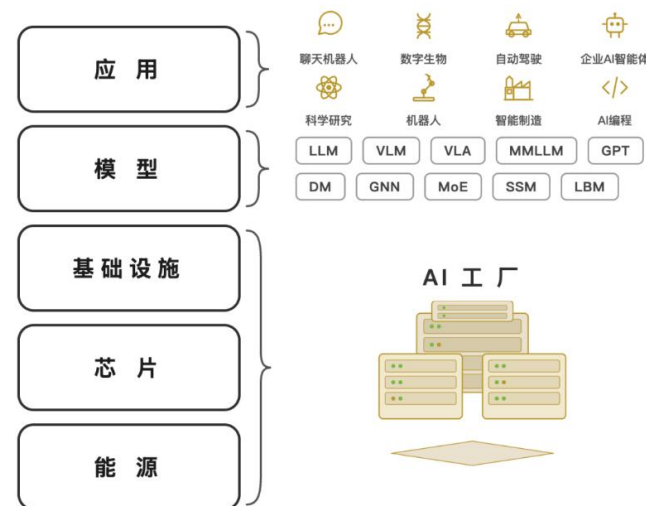 应用
聊天机器人 数字生物 自动驾驶 企业AI智能体
科学研究 机器人 智能制造 AI编程
模型
LLM VLM VLA MMLLM GPT
DM GNN MoE SSM LBM
基础设施
AI 工厂
芯片
能源